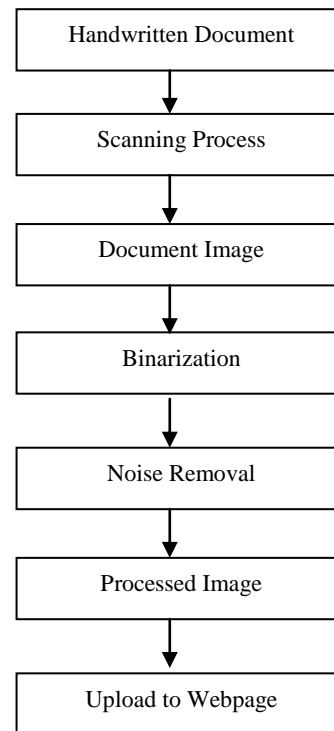 Handwritten Document
Scanning Process
Document Image
Binarization
Noise Removal
Processed Image
Upload to Webpage